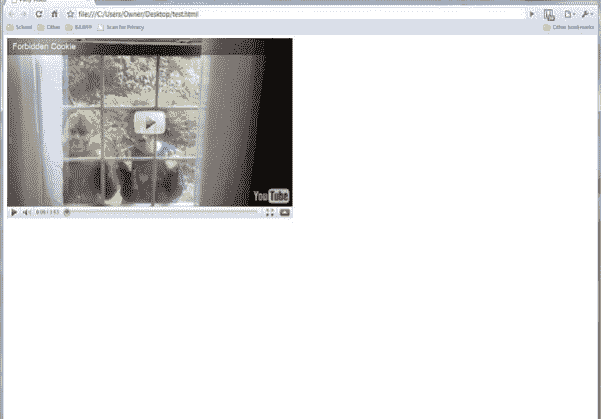 file:///C:/Users/Owner/Desktop/test.html
School Other Scan for Privacy Other bookmarks
Forbidden Cookie
YouTube